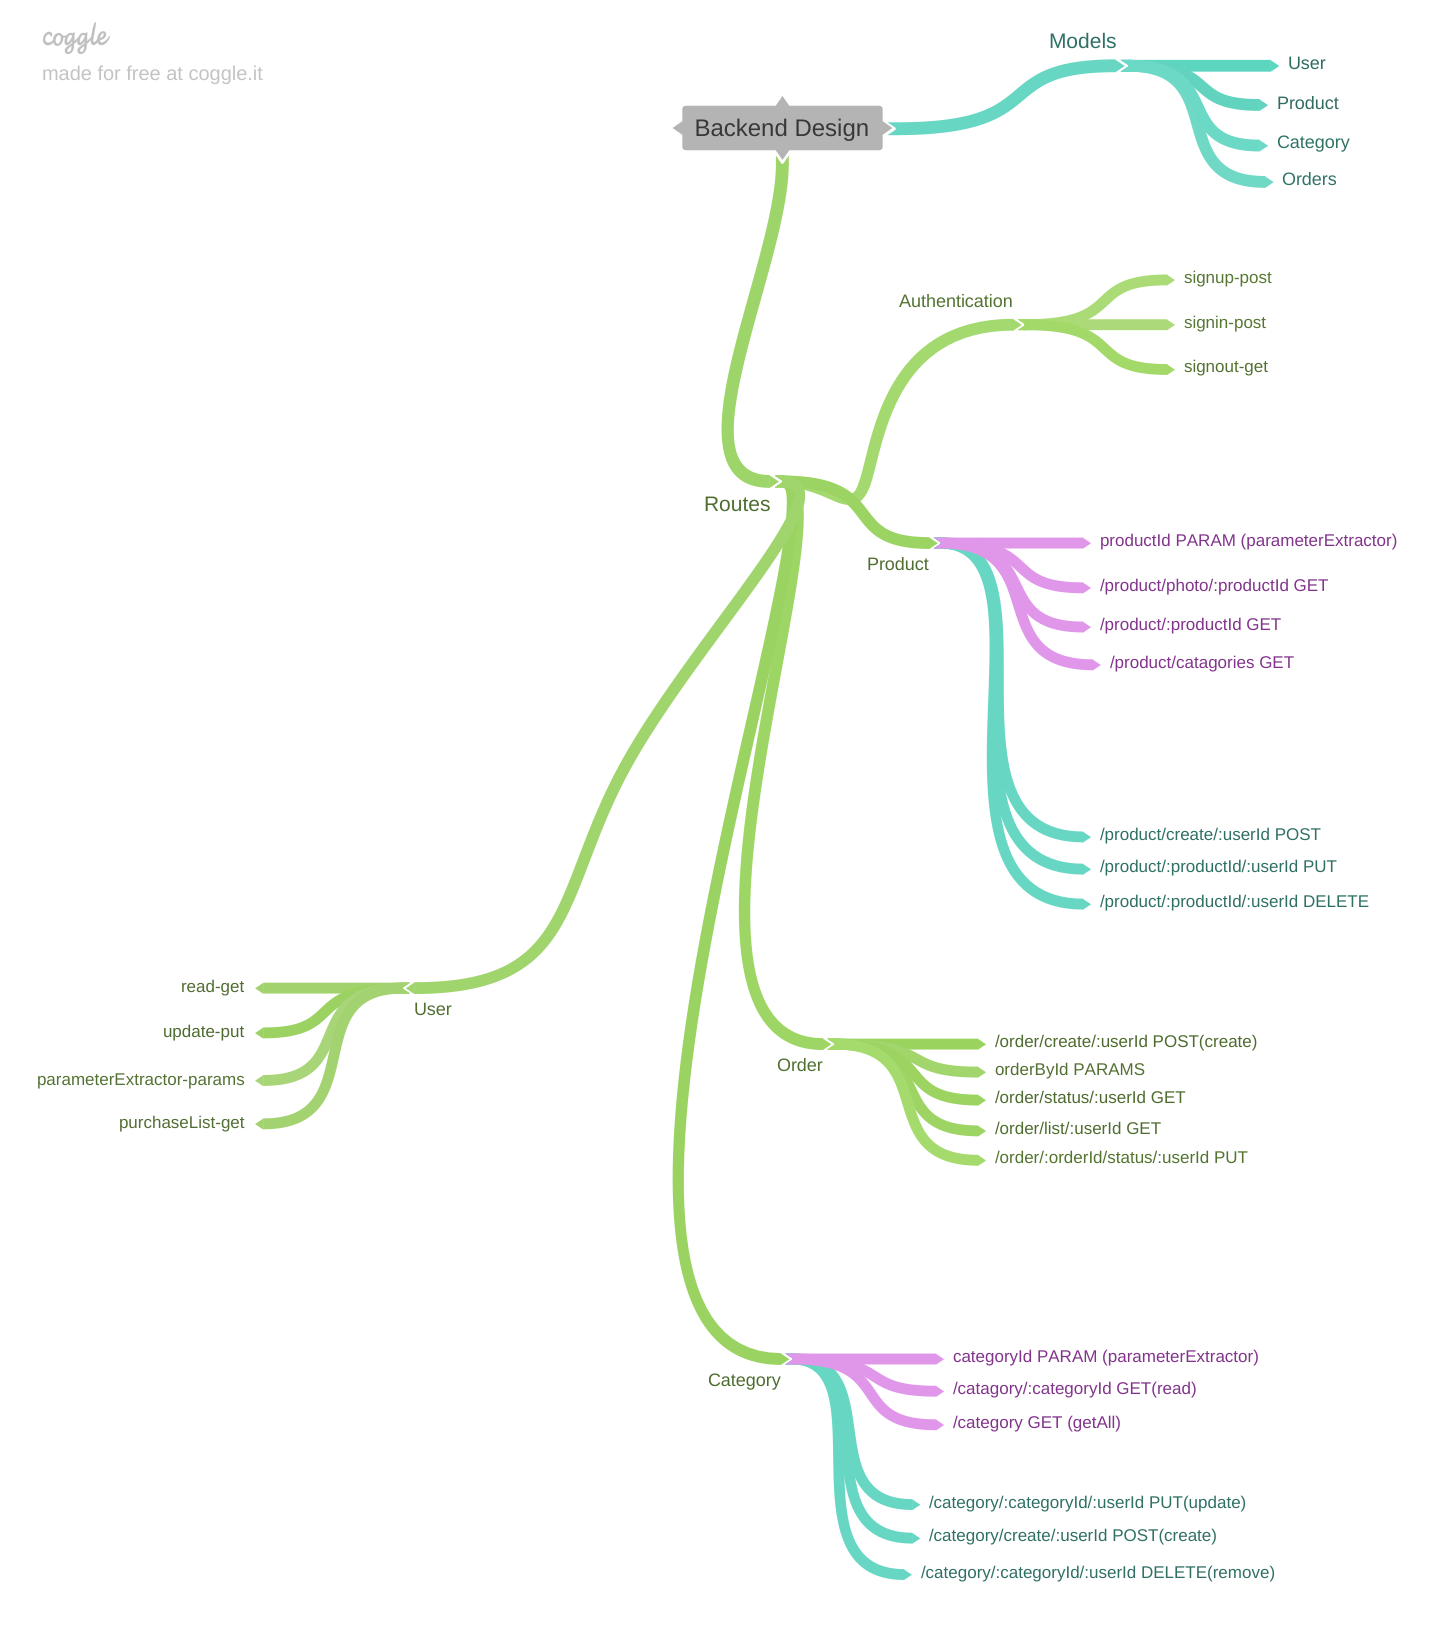 coggle
made for free at coggle.it
Backend Design
Models
User
Product
Category
Orders
Routes
Authentication
signup-post
signin-post
signout-get
Product
productId PARAM (parameterExtractor)
/product/photo/:productId GET
/product/:productId GET
/product/catagories GET
/product/create/:userId POST
/product/:productId/:userId PUT
/product/:productId/:userId DELETE
User
read-get
update-put
parameterExtractor-params
purchaseList-get
Order
/order/create/:userId POST(create)
orderById PARAMS
/order/status/:userId GET
/order/list/:userId GET
/order/:orderId/status/:userId PUT
Category
categoryId PARAM (parameterExtractor)
/catagory/:categoryId GET(read)
/category GET (getAll)
/category/:categoryId/:userId PUT(update)
/category/create/:userId POST(create)
/category/:categoryId/:userId DELETE(remove)